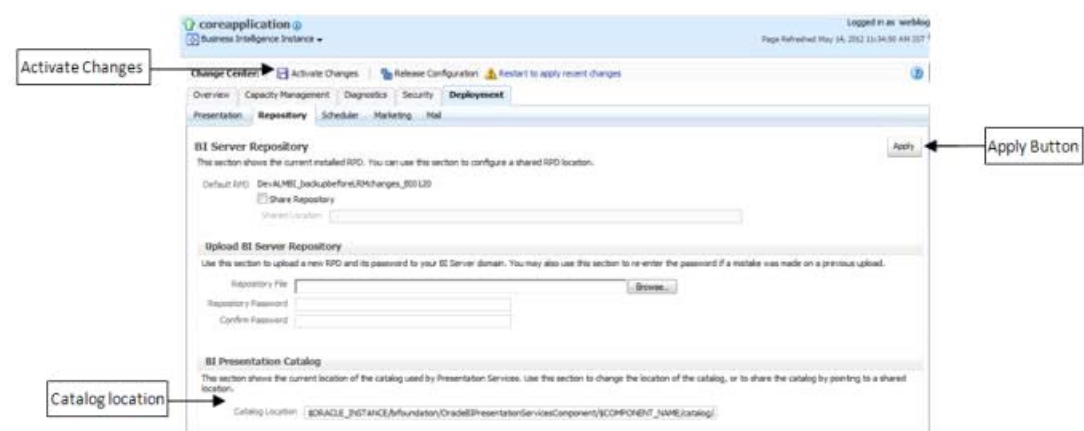 coreapplication
Logged in as weblog
Business Intelligence Instance
Page Refreshed May 14, 2012 11:34:50 AM IST
Activate Changes
Change Center: Activate Changes Release Configuration Restart to apply recent changes
Overview Capacity Management Diagnostics Security Deployment
Presentation Repository Scheduler Marketing Mail
BI Server Repository
Apply
Apply Button
This section shows the current installed RPD. You can use this section to configure a shared RPD location.
Default RPD DevALMBI_backupbeforeLRMchanges_BI0120
Share Repository
Shared Location
Upload BI Server Repository
Use this section to upload a new RPD and its password to your BI Server domain. You may also use this section to re-enter the password if a mistake was made on a previous upload.
Repository File Browse...
Repository Password
Confirm Password
BI Presentation Catalog
This section shows the current location of the catalog used by Presentation Services. Use this section to change the location of the catalog, or to share the catalog by pointing to a shared
location.
Catalog location
Catalog Location $ORACLE_INSTANCE/bifoundation/OracleBIPresentationServicesComponent/$COMPONENT_NAME/catalog/